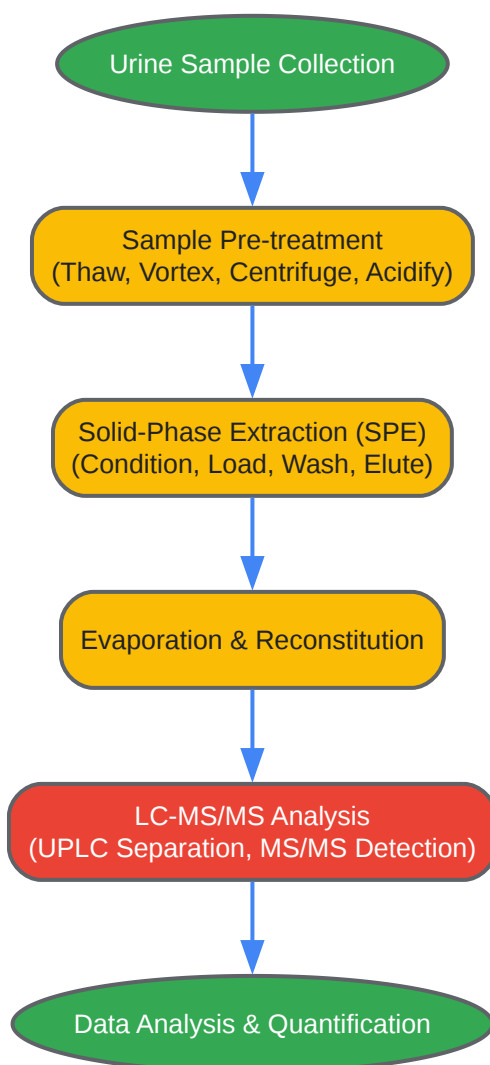 Urine Sample Collection
Sample Pre-treatment
(Thaw, Vortex, Centrifuge, Acidify)
Solid-Phase Extraction (SPE)
(Condition, Load, Wash, Elute)
Evaporation & Reconstitution
LC-MS/MS Analysis
(UPLC Separation, MS/MS Detection)
Data Analysis & Quantification